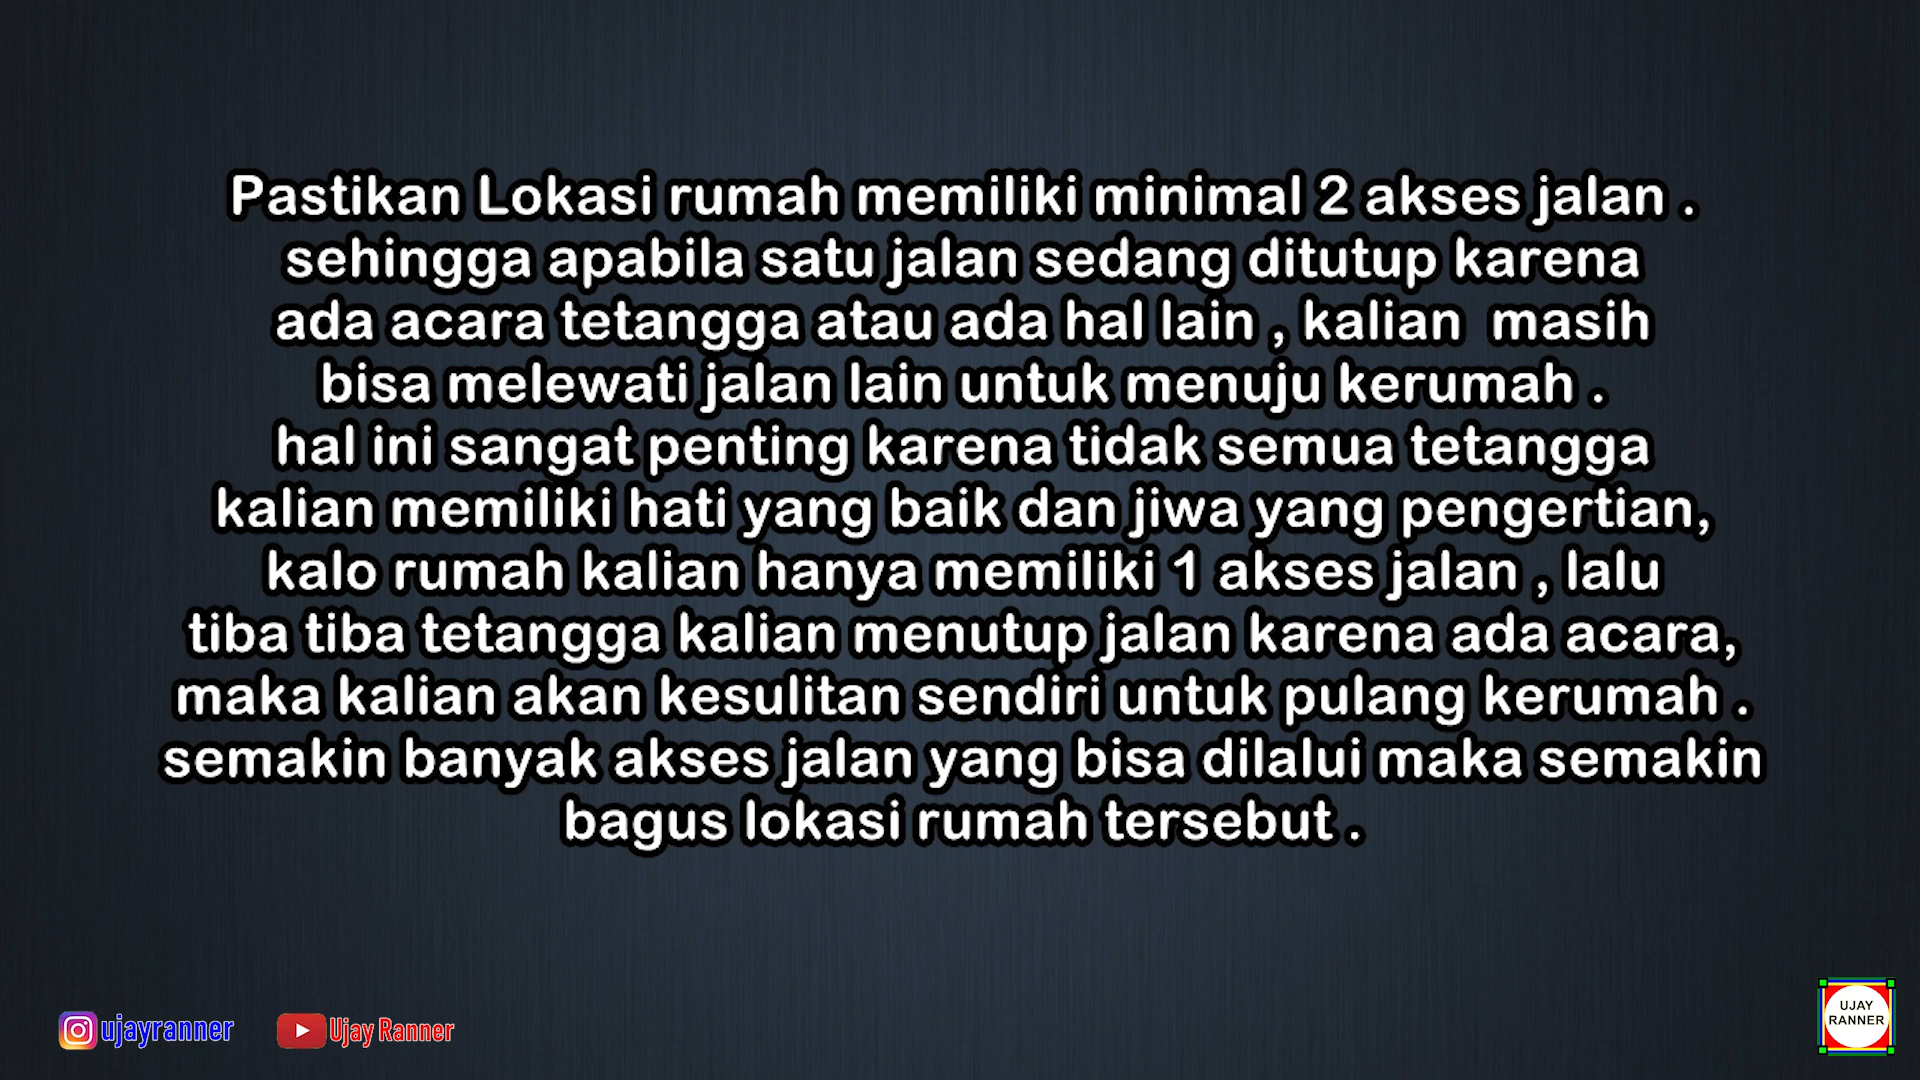 Pastikan Lokasi rumah memiliki minimal 2 akses jalan .
sehingga apabila satu jalan sedang ditutup karena
ada acara tetangga atau ada hal lain , kalian  masih
bisa melewati jalan lain untuk menuju kerumah .
hal ini sangat penting karena tidak semua tetangga
kalian memiliki hati yang baik dan jiwa yang pengertian,
kalo rumah kalian hanya memiliki 1 akses jalan , lalu
tiba tiba tetangga kalian menutup jalan karena ada acara,
maka kalian akan kesulitan sendiri untuk pulang kerumah .
semakin banyak akses jalan yang bisa dilalui maka semakin
bagus lokasi rumah tersebut .
ujayranner
Ujay Ranner
UJAY
RANNER